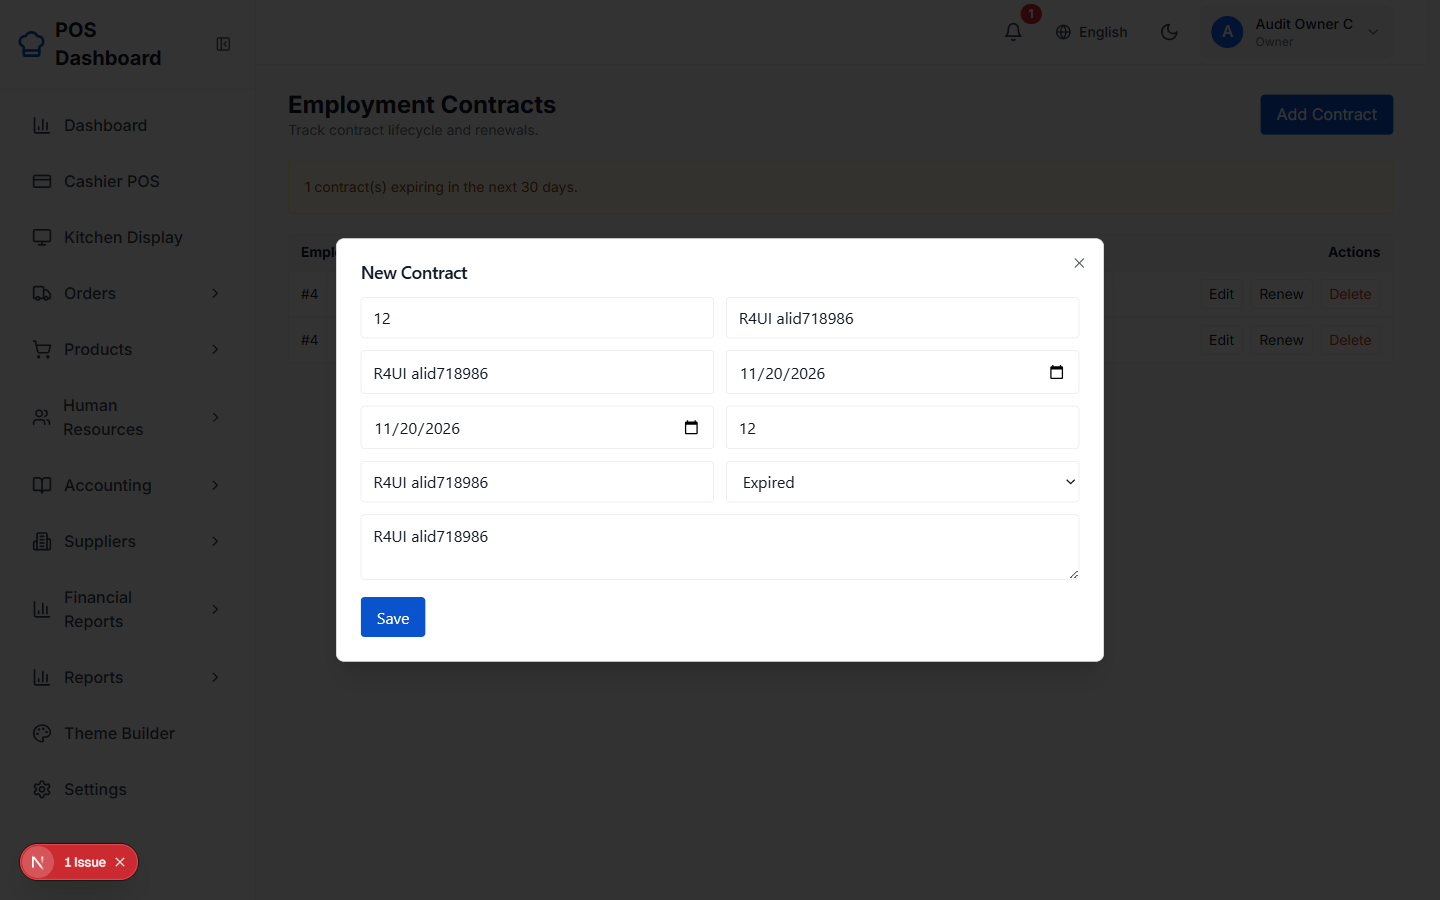 POS
Dashboard
1
English
A
Audit Owner C
Owner
Dashboard
Cashier POS
Kitchen Display
Orders
Products
Human
Resources
Accounting
Suppliers
Financial
Reports
Reports
Theme Builder
Settings
N
1 Issue
Employment Contracts
Track contract lifecycle and renewals.
Add Contract
1 contract(s) expiring in the next 30 days.
Actions
#4
Edit
Renew
Delete
#4
Edit
Renew
Delete
New Contract
12
R4UI alid718986
R4UI alid718986
11/20/2026
11/20/2026
12
R4UI alid718986
Expired
R4UI alid718986
Save